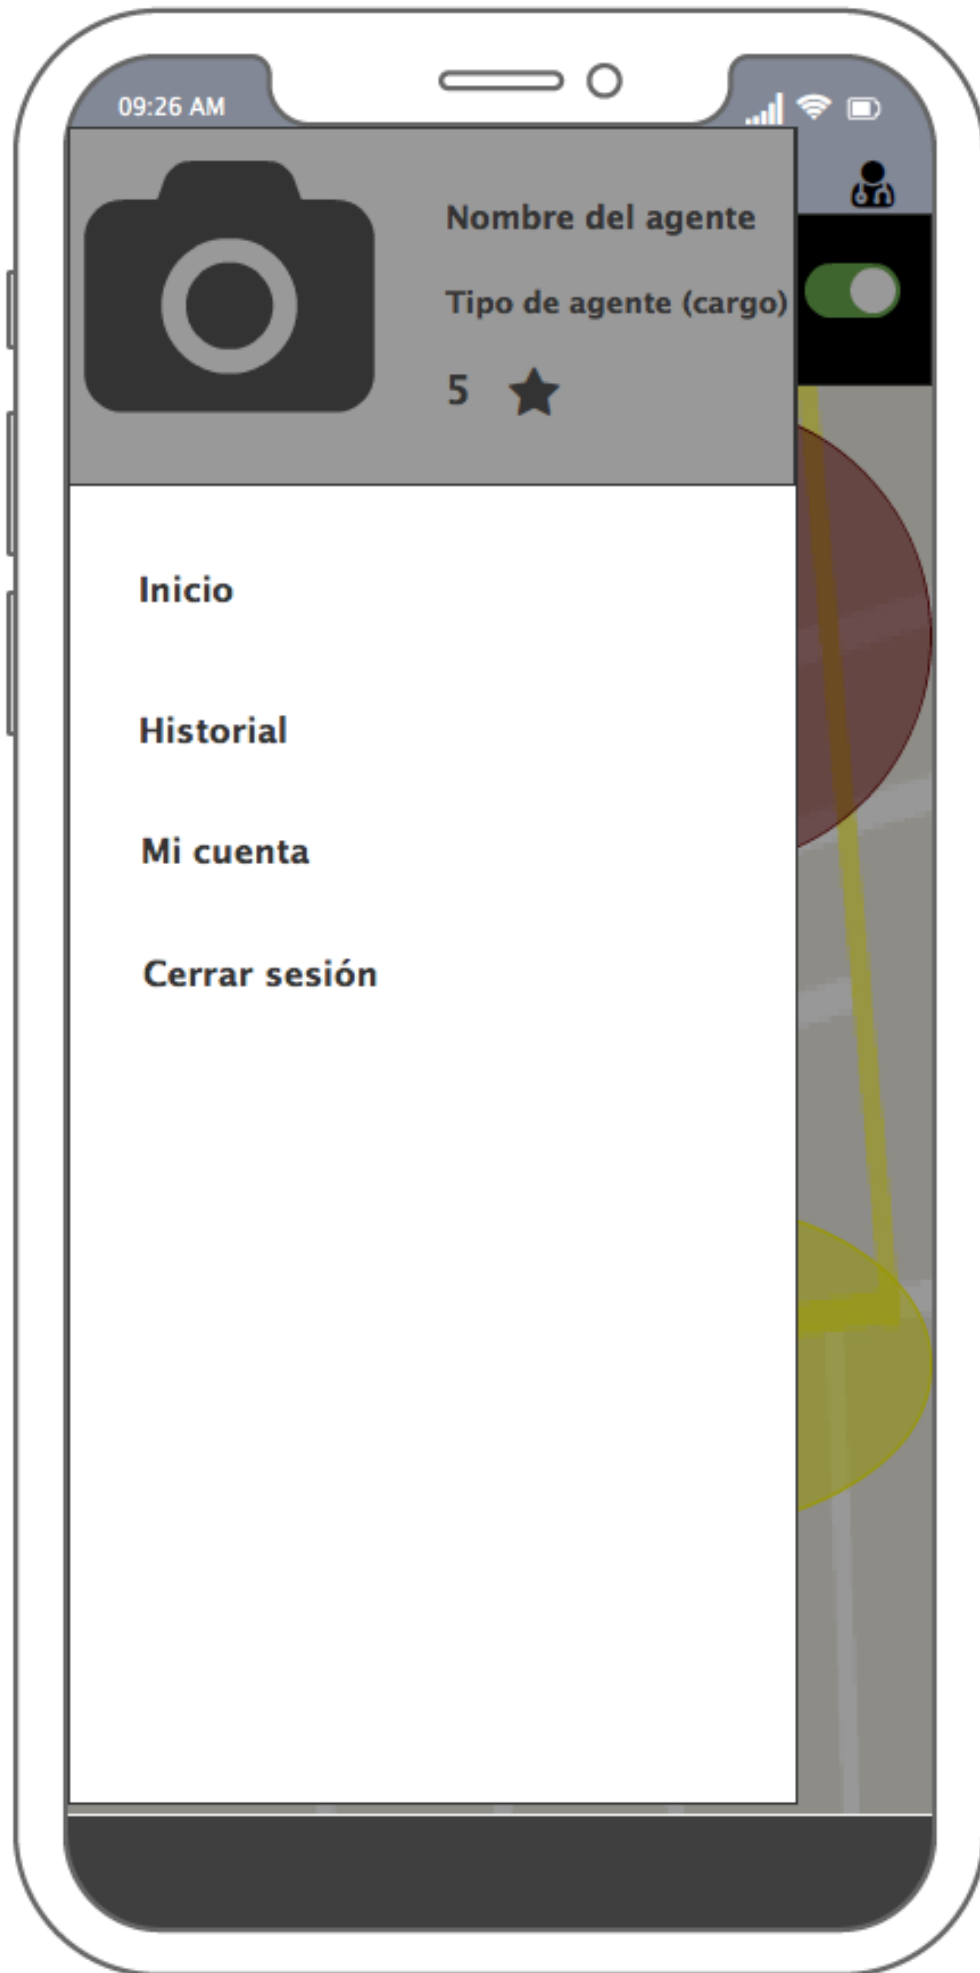 09:26 AM
Nombre del agente
Tipo de agente (cargo)
5
Inicio
Historial
Mi cuenta
Cerrar sesión